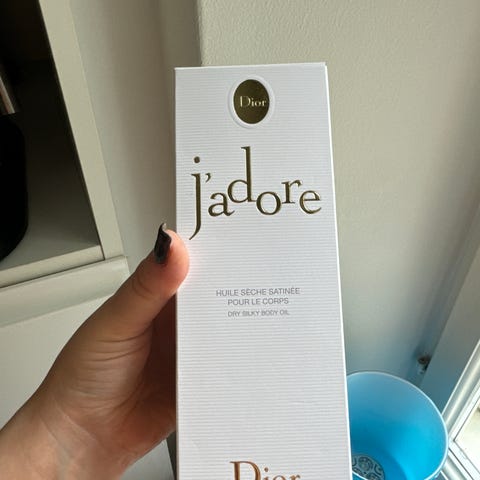 Dior
j'adore
HUILE SÈCHE SATINÉE
POUR LE CORPS
DRY SILKY BODY OIL
Dior